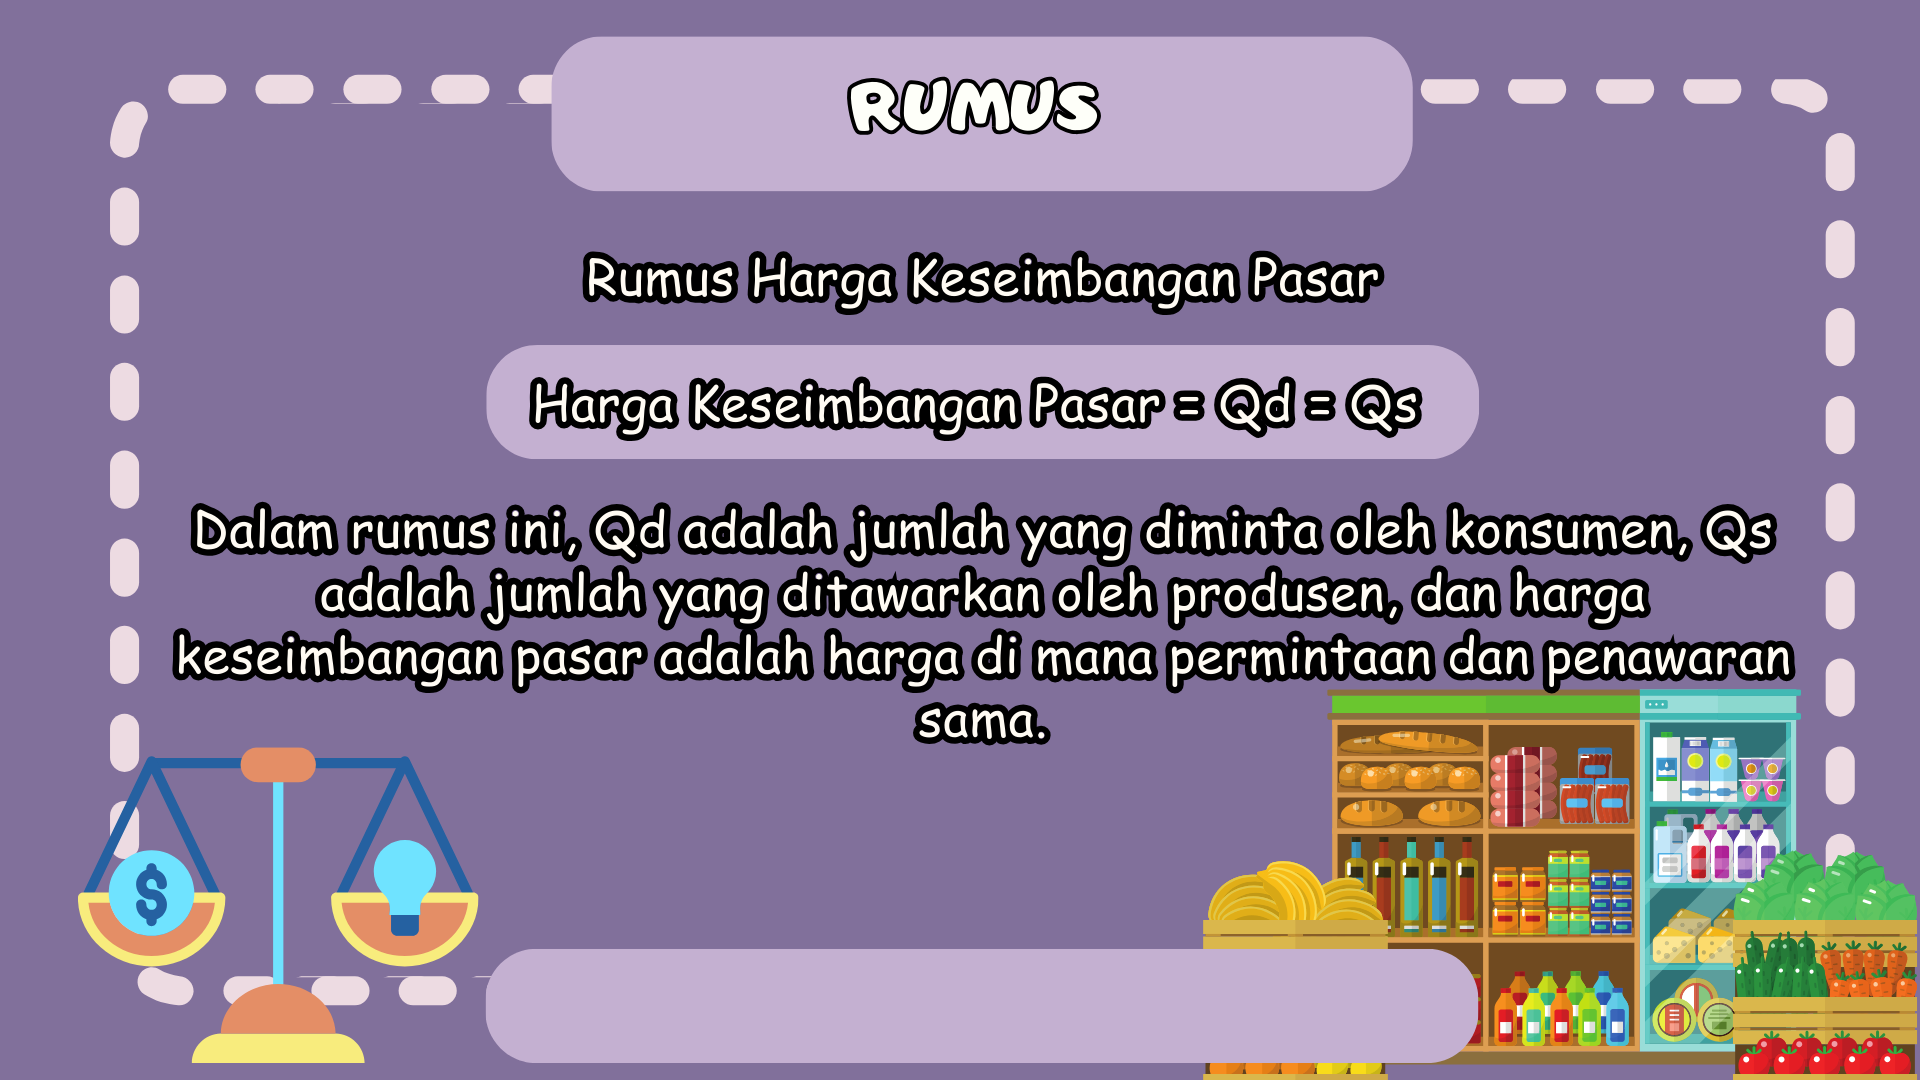 RUMUS
Rumus Harga Keseimbangan Pasar
Harga Keseimbangan Pasar = Qd = Qs
Dalam rumus ini, Qd adalah jumlah yang diminta oleh konsumen, Qs
adalah jumlah yang ditawarkan oleh produsen, dan harga
keseimbangan pasar adalah harga di mana permintaan dan penawaran
sama.
$